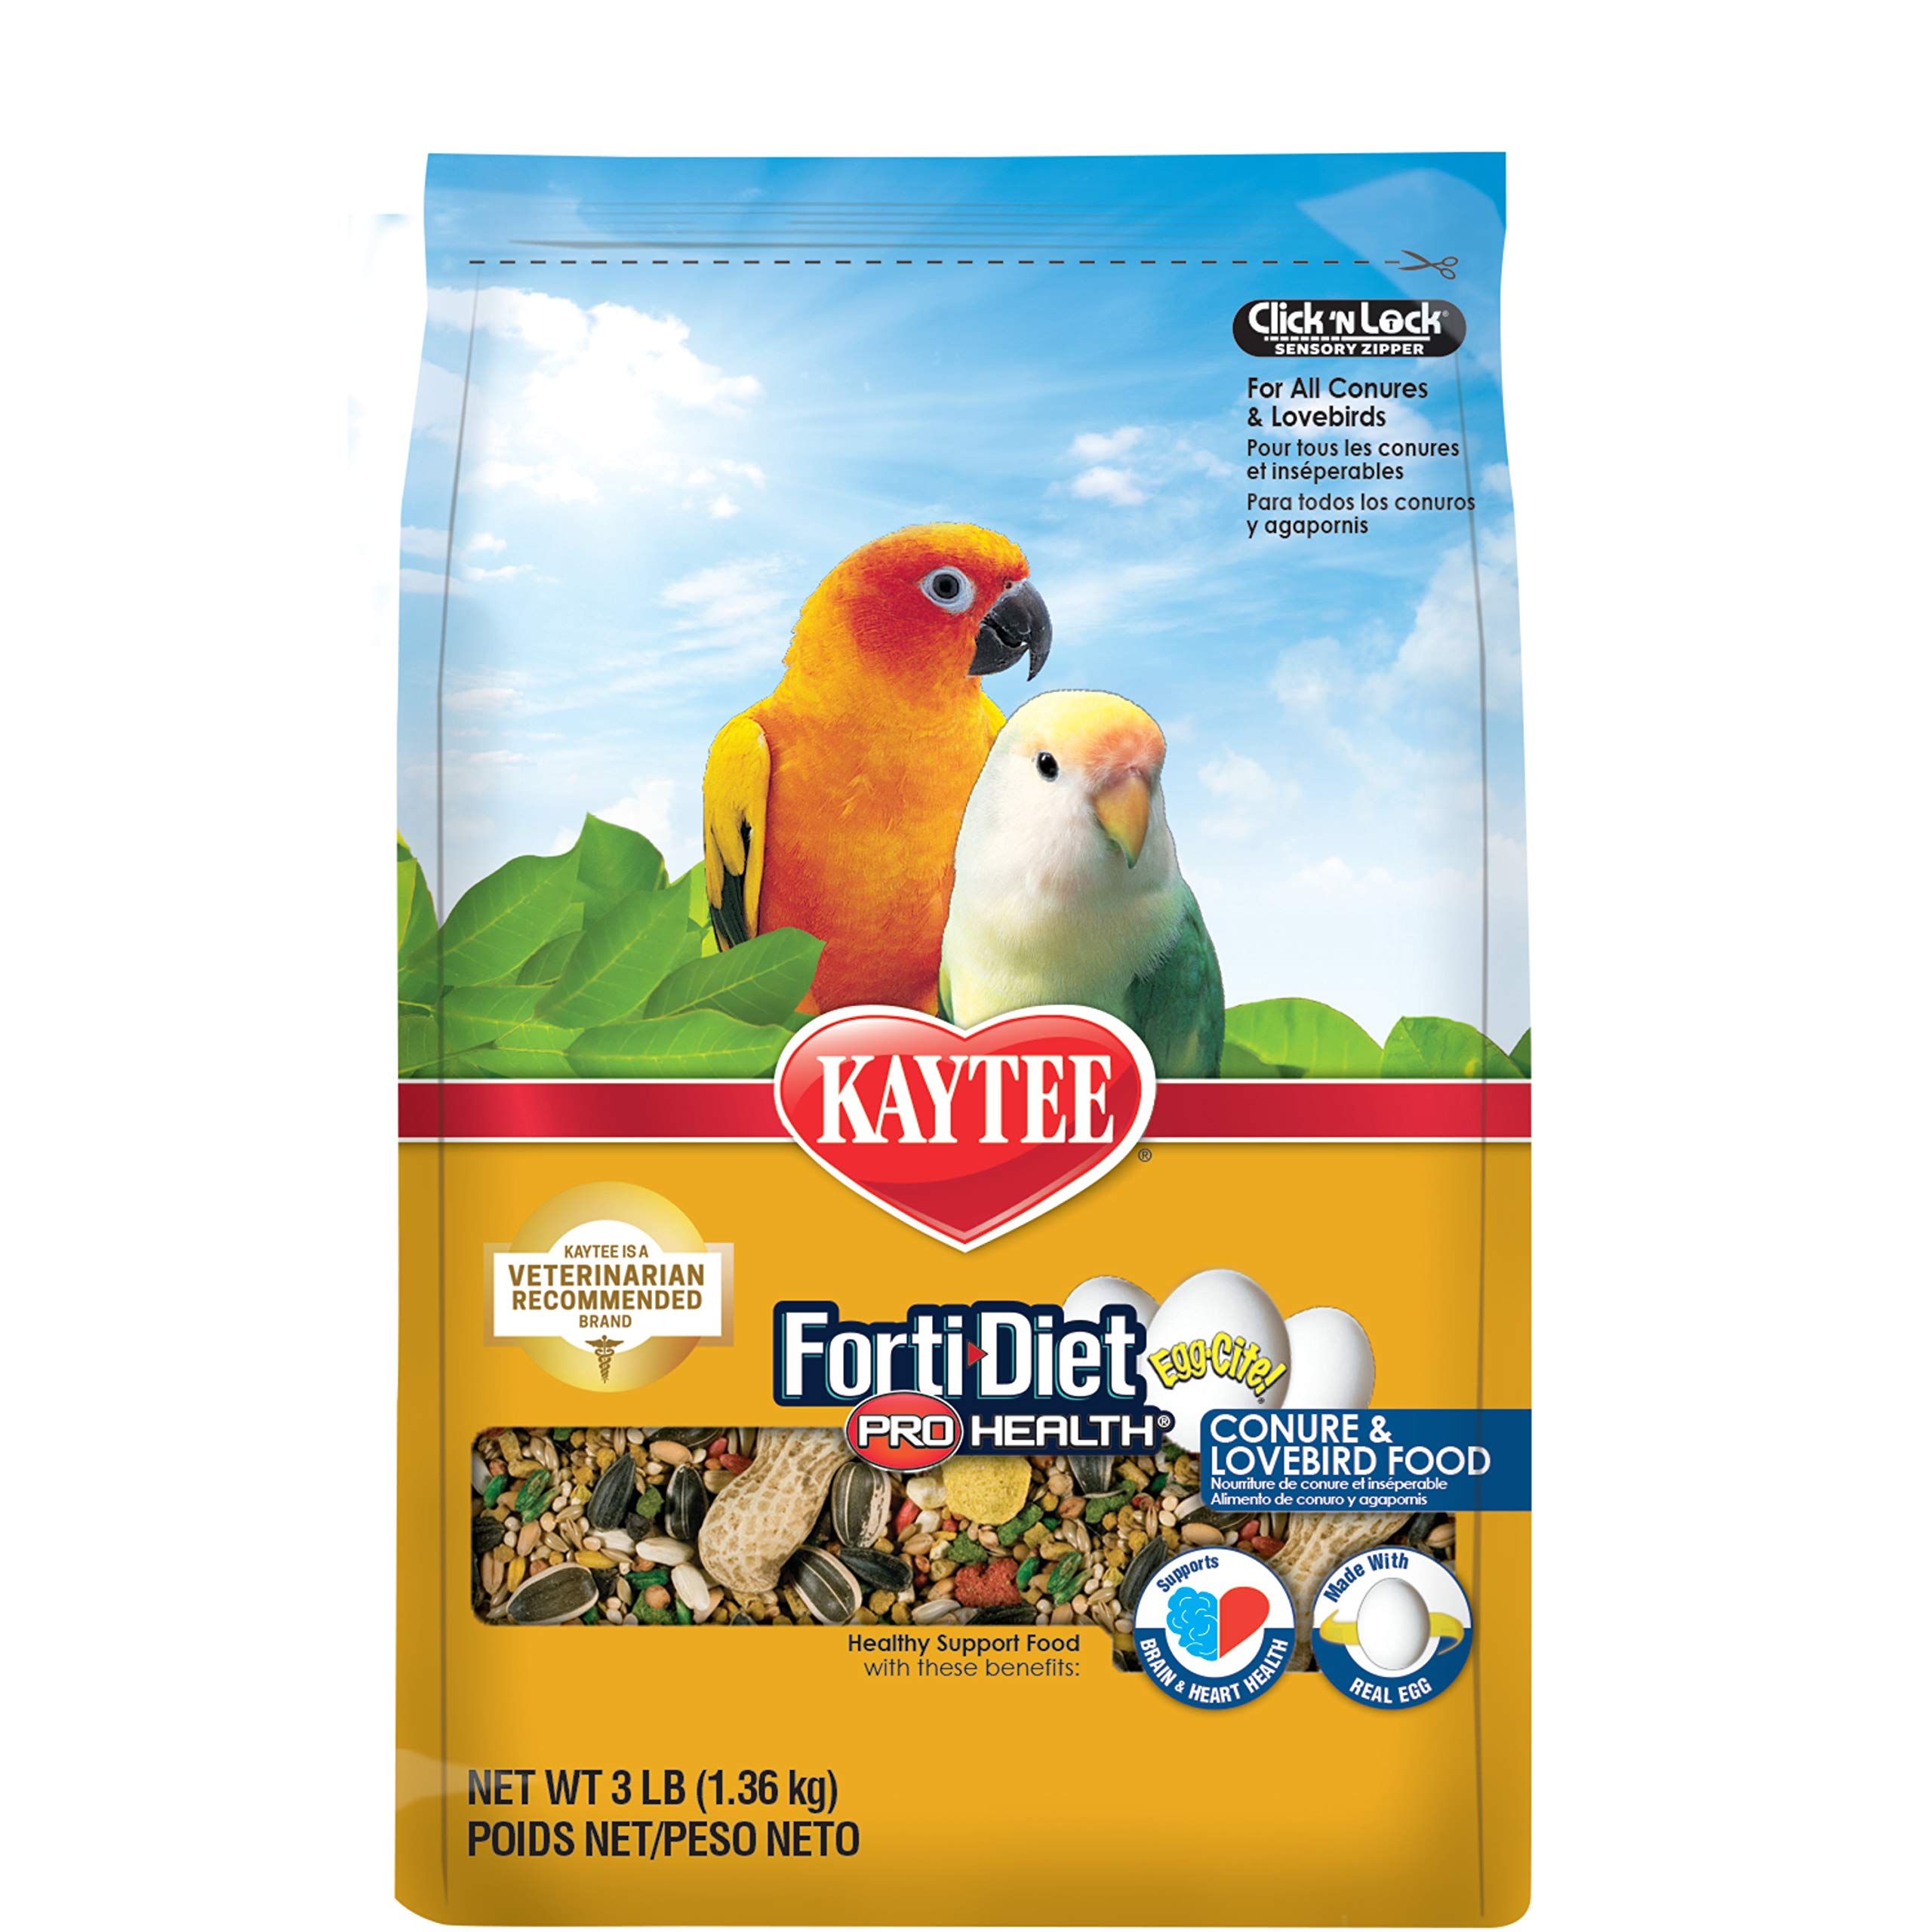 Click 'N Lock®
SENSORY ZIPPER
For All Conures
& Lovebirds
Pour tous les conures
et inséperables
Para todos los conuros
y agapornis
KAYTEE
®
KAYTEE IS A
VETERINARIAN
RECOMMENDED
BRAND
Forti Diet
Egg-Cite!®
PRO HEALTH®
CONURE &
LOVEBIRD FOOD
Nourriture de conure et inséperable
Alimento de conuro y agapornis
Supports
BRAIN & HEART HEALTH
Made With
REAL EGG
Healthy Support Food
with these benefits:
NET WT 3 LB (1.36 kg)
POIDS NET/PESO NETO